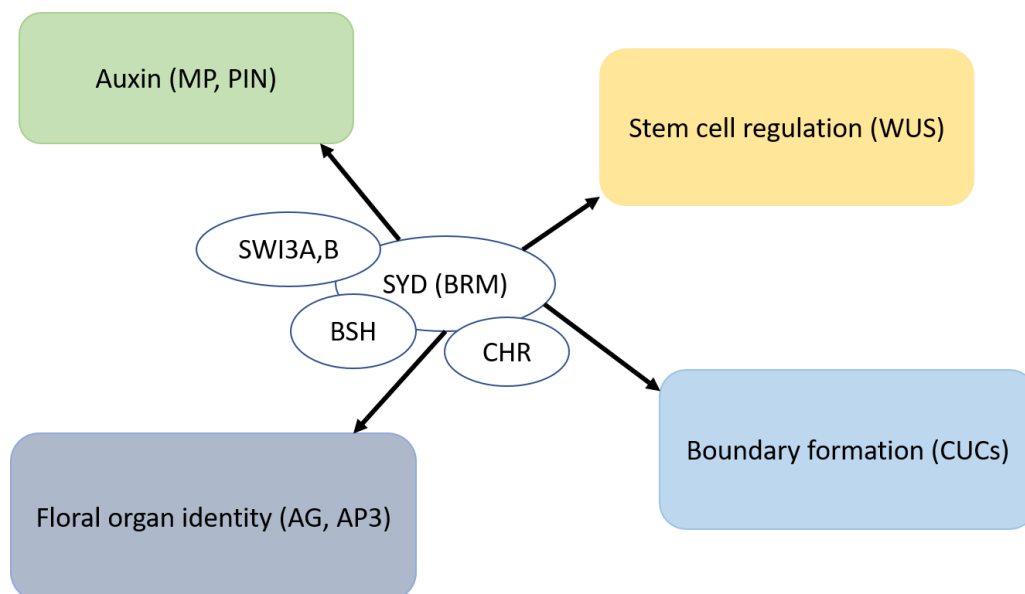 Auxin (MP, PIN)
Stem cell regulation (WUS)
SWI3A,B
SYD (BRM)
BSH
CHR
Boundary formation (CUCs)
Floral organ identity (AG, AP3)